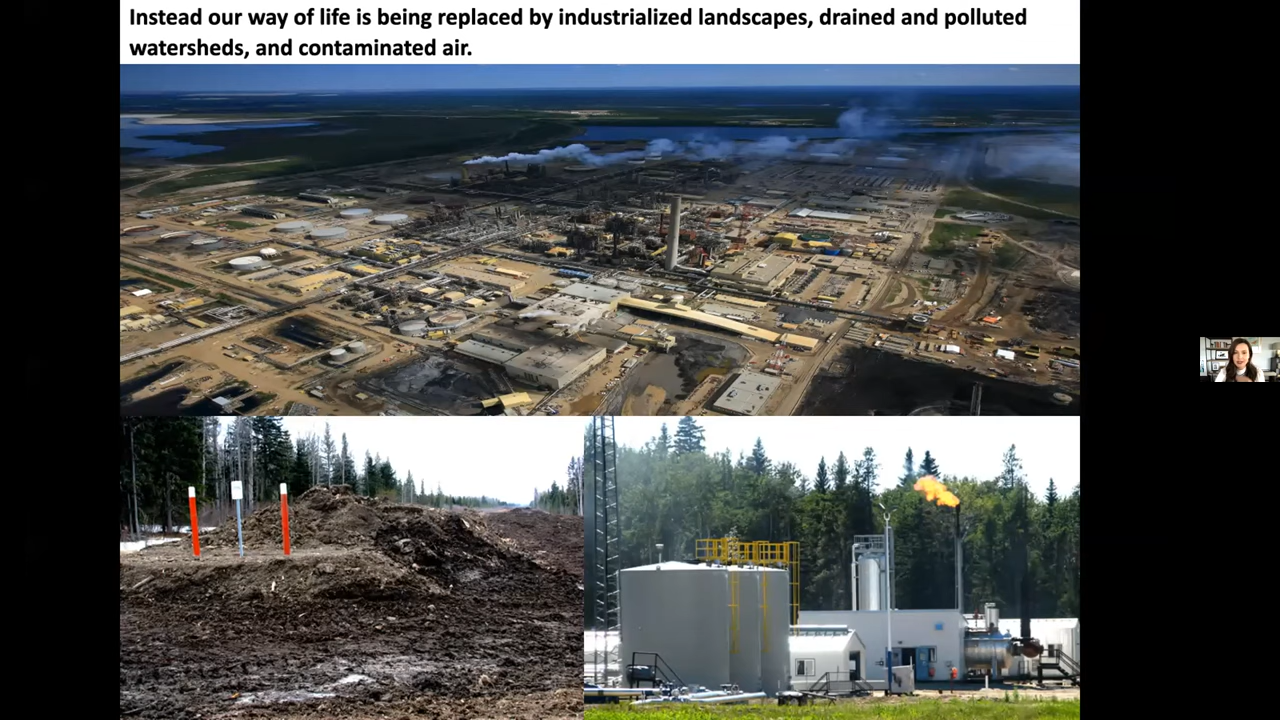 Instead our way of life is being replaced by industrialized landscapes, drained and polluted
watersheds, and contaminated air.